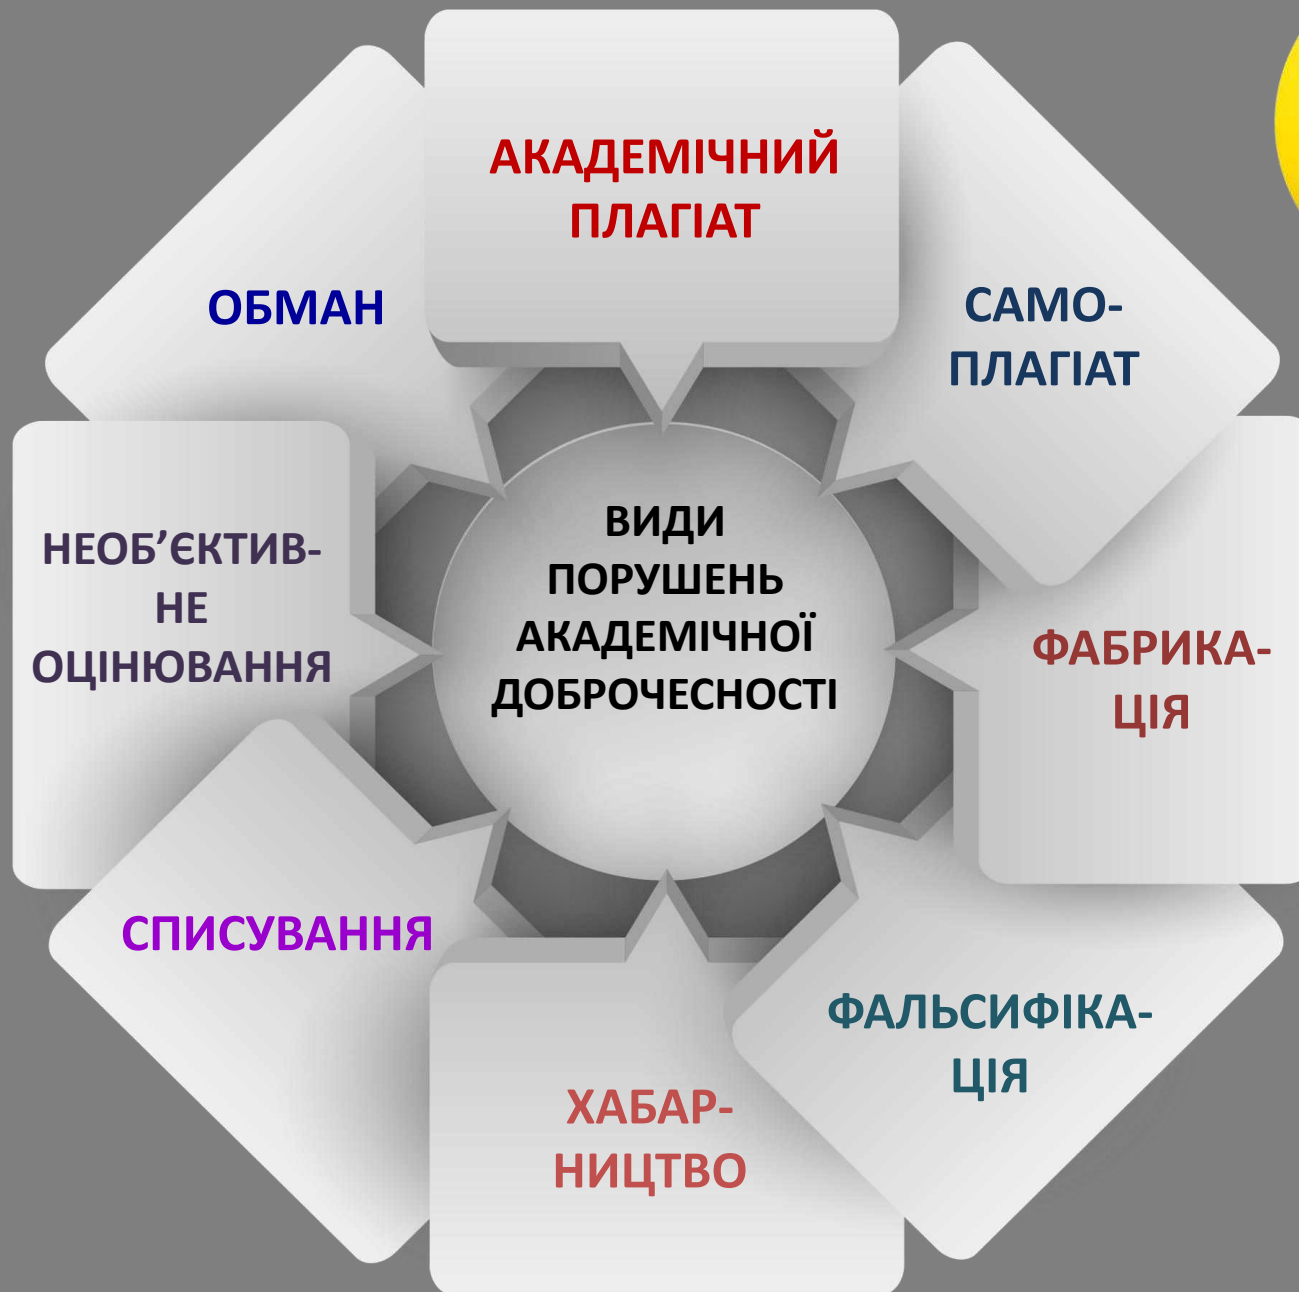 АКАДЕМІЧНИЙ
ПЛАГІАТ
САМО-
ПЛАГІАТ
ФАБРИКА-
ЦІЯ
ФАЛЬСИФІКА-
ЦІЯ
ХАБАР-
НИЦТВО
СПИСУВАННЯ
НЕОБ’ЄКТИВ-
НЕ
ОЦІНЮВАННЯ
ОБМАН
ВИДИ
ПОРУШЕНЬ
АКАДЕМІЧНОЇ
ДОБРОЧЕСНОСТІ